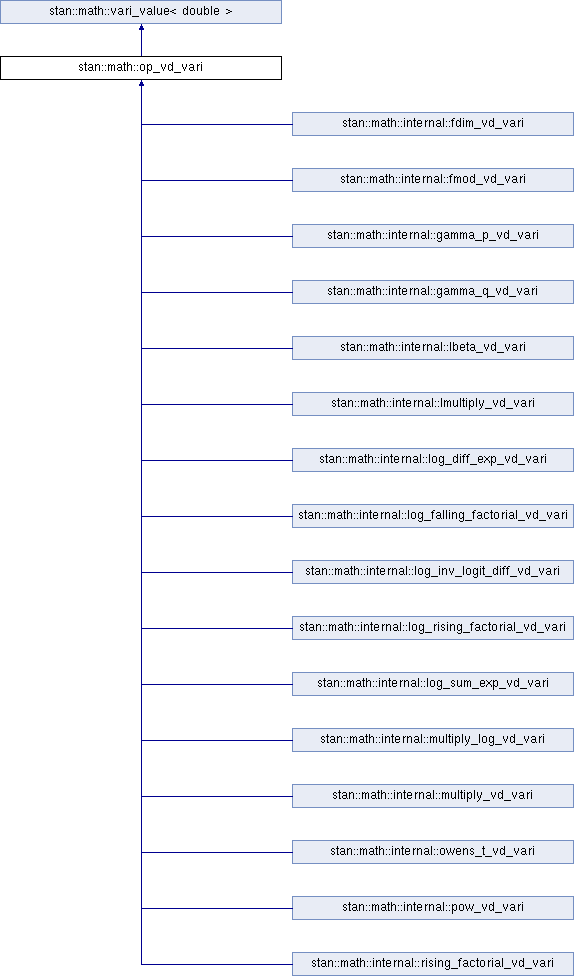 stan::math::vari_value< double >
stan::math::op_vd_vari
stan::math::internal::fdim_vd_vari
stan::math::internal::fmod_vd_vari
stan::math::internal::gamma_p_vd_vari
stan::math::internal::gamma_q_vd_vari
stan::math::internal::lbeta_vd_vari
stan::math::internal::lmultiply_vd_vari
stan::math::internal::log_diff_exp_vd_vari
stan::math::internal::log_falling_factorial_vd_vari
stan::math::internal::log_inv_logit_diff_vd_vari
stan::math::internal::log_rising_factorial_vd_vari
stan::math::internal::log_sum_exp_vd_vari
stan::math::internal::multiply_log_vd_vari
stan::math::internal::multiply_vd_vari
stan::math::internal::owens_t_vd_vari
stan::math::internal::pow_vd_vari
stan::math::internal::rising_factorial_vd_vari